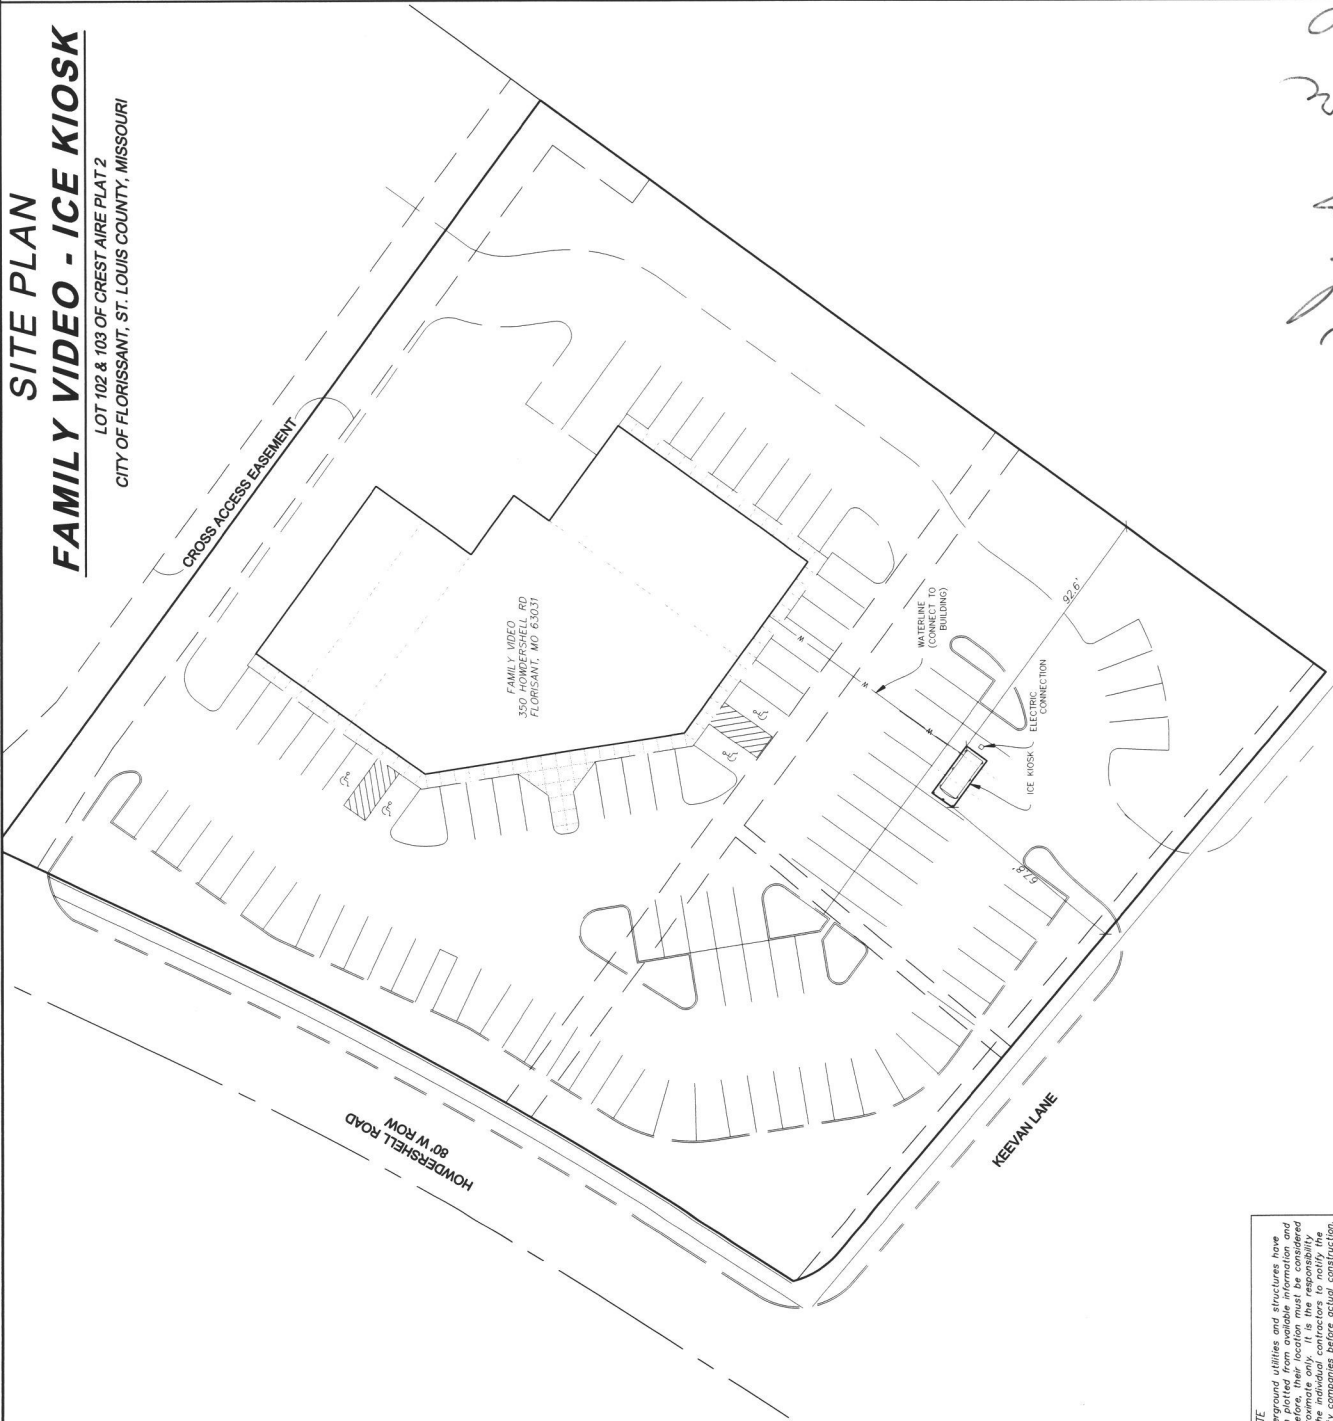 SITE PLAN
FAMILY VIDEO - ICE KIOSK
LOT 102 & 103 OF CREST AIRE PLAT 2
CITY OF FLORISSANT, ST. LOUIS COUNTY, MISSOURI
CROSS ACCESS EASEMENT
FAMILY VIDEO
350 HOWDERSHELL RD
FLORISANT, MO 63031
WATERLINE
(CONNECT TO
BUILDING)
W
W
W
92.6'
ELECTRIC
CONNECTION
ICE KIOSK
67.8'
HOWDERSHELL ROAD
80' W ROW
KEEVAN LANE
TE
erground utilities and structures have
plotted from available information and
efore, their location must be considered
roximate only. It is the responsibility
he individual contractors to notify the
y companies before actual construction.